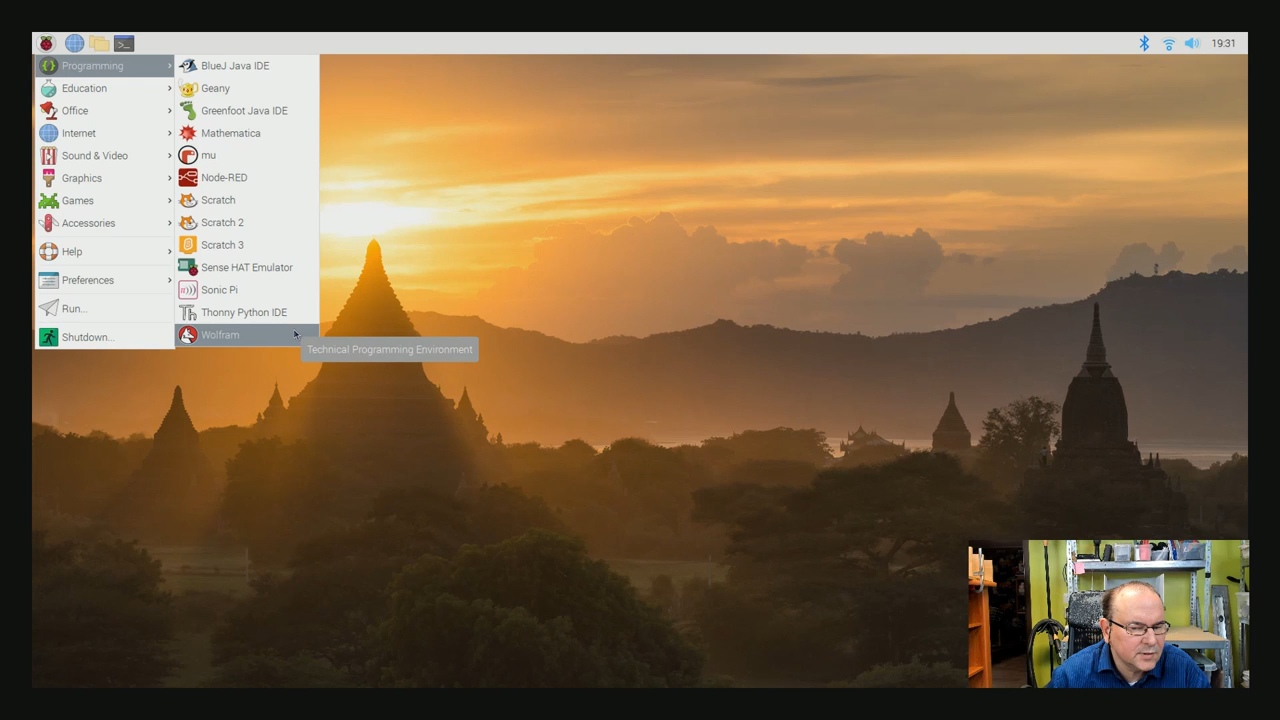 19:31
Programming
Education
Office
Internet
Sound & Video
Graphics
Games
Accessories
Help
Preferences
Run...
Shutdown...
BlueJ Java IDE
Geany
Greenfoot Java IDE
Mathematica
mu
Node-RED
Scratch
Scratch 2
Scratch 3
Sense HAT Emulator
Sonic Pi
Thonny Python IDE
Wolfram
Technical Programming Environment